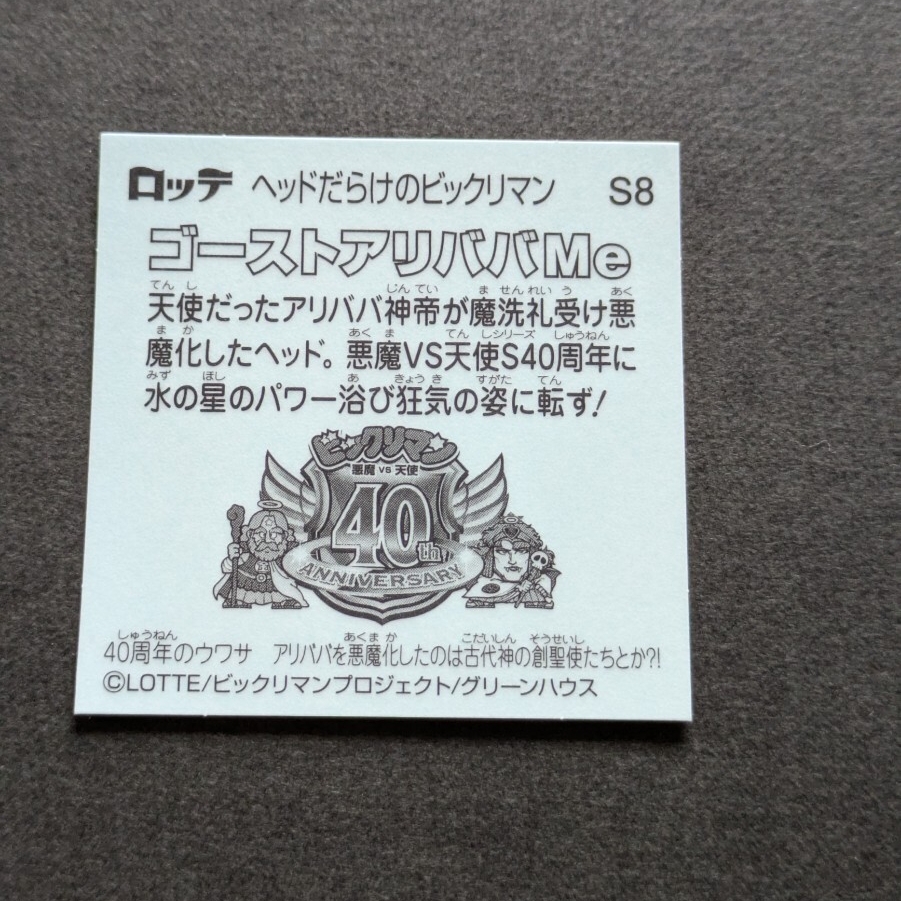 ロッテ ヘッドだらけのビックリマン S8
ゴーストアリババMe
てんし じんてい ませんれいう あく
天使だったアリババ神帝が魔洗礼受け悪
まか あくま てんしシリーズ しゅうねん
魔化したヘッド。悪魔VS天使S40周年に
みず ほし あ きょうき すがた てん
水の星のパワー浴び狂気の姿に転ず!
ビックリマン
悪魔 VS 天使
40th
ANNIVERSARY
しゅうねん あくまか こだいしん そうせいし
40周年のウワサ アリババを悪魔化したのは古代神の創聖使たちとか?!
©LOTTE/ビックリマンプロジェクト/グリーンハウス